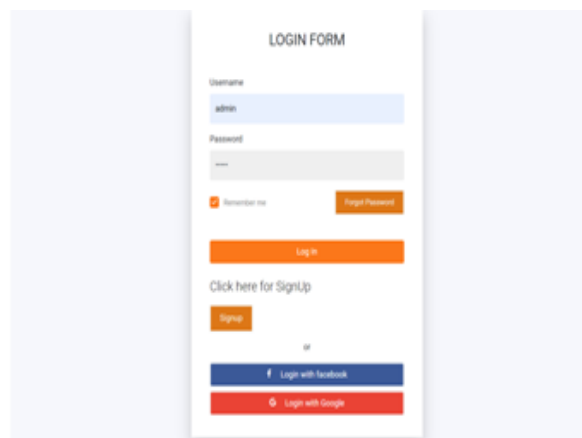 LOGIN FORM
Username
admin
Password
Remember me
Forgot Password
Log in
Click here for SignUp
Signup
or
f Login with facebook
G Login with Google